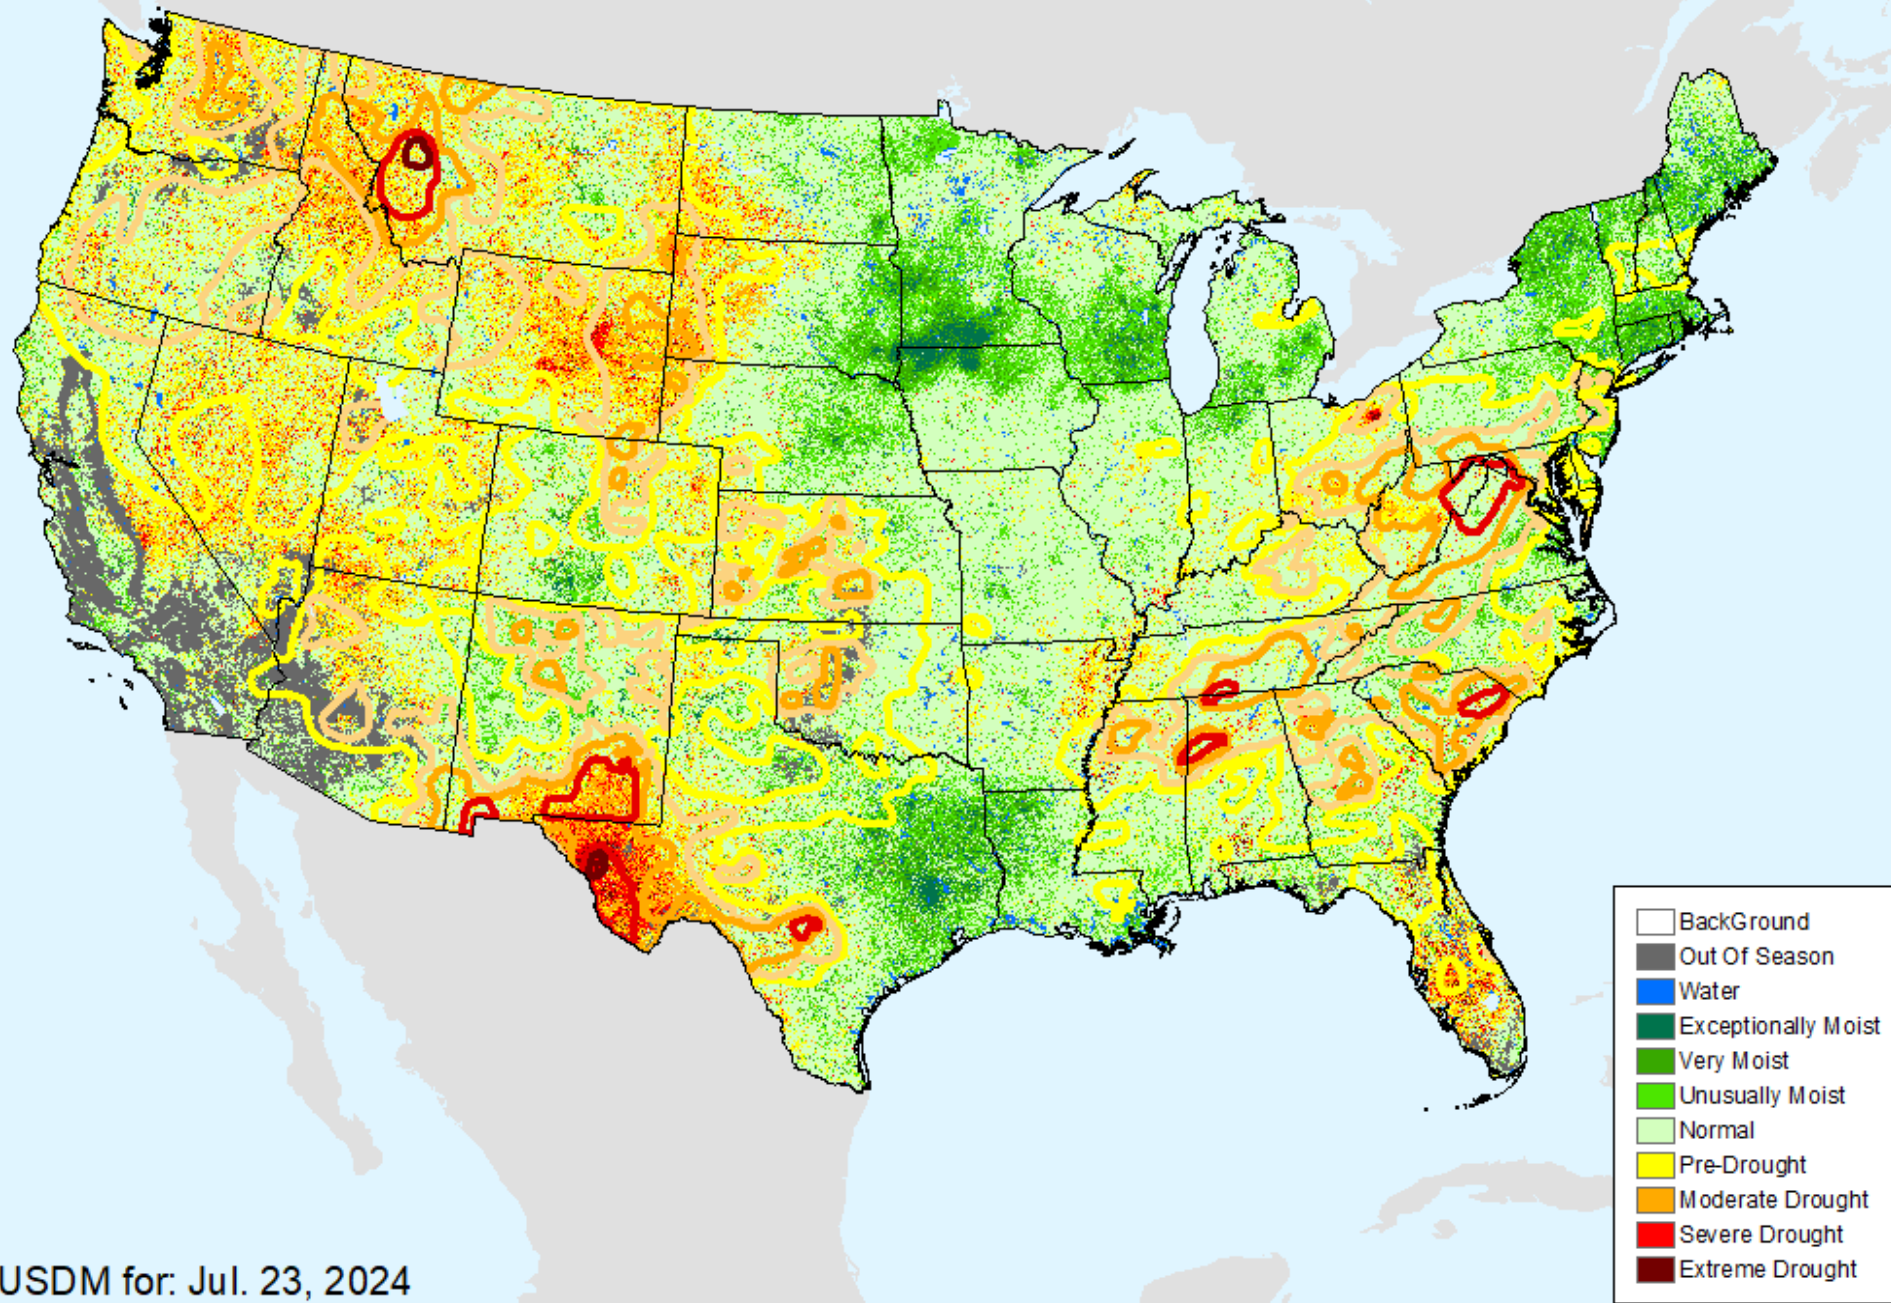 BackGround
Out Of Season
Water
Exceptionally Moist
Very Moist
Unusually Moist
Normal
Pre-Drought
Moderate Drought
Severe Drought
Extreme Drought
USDM for: Jul. 23, 2024